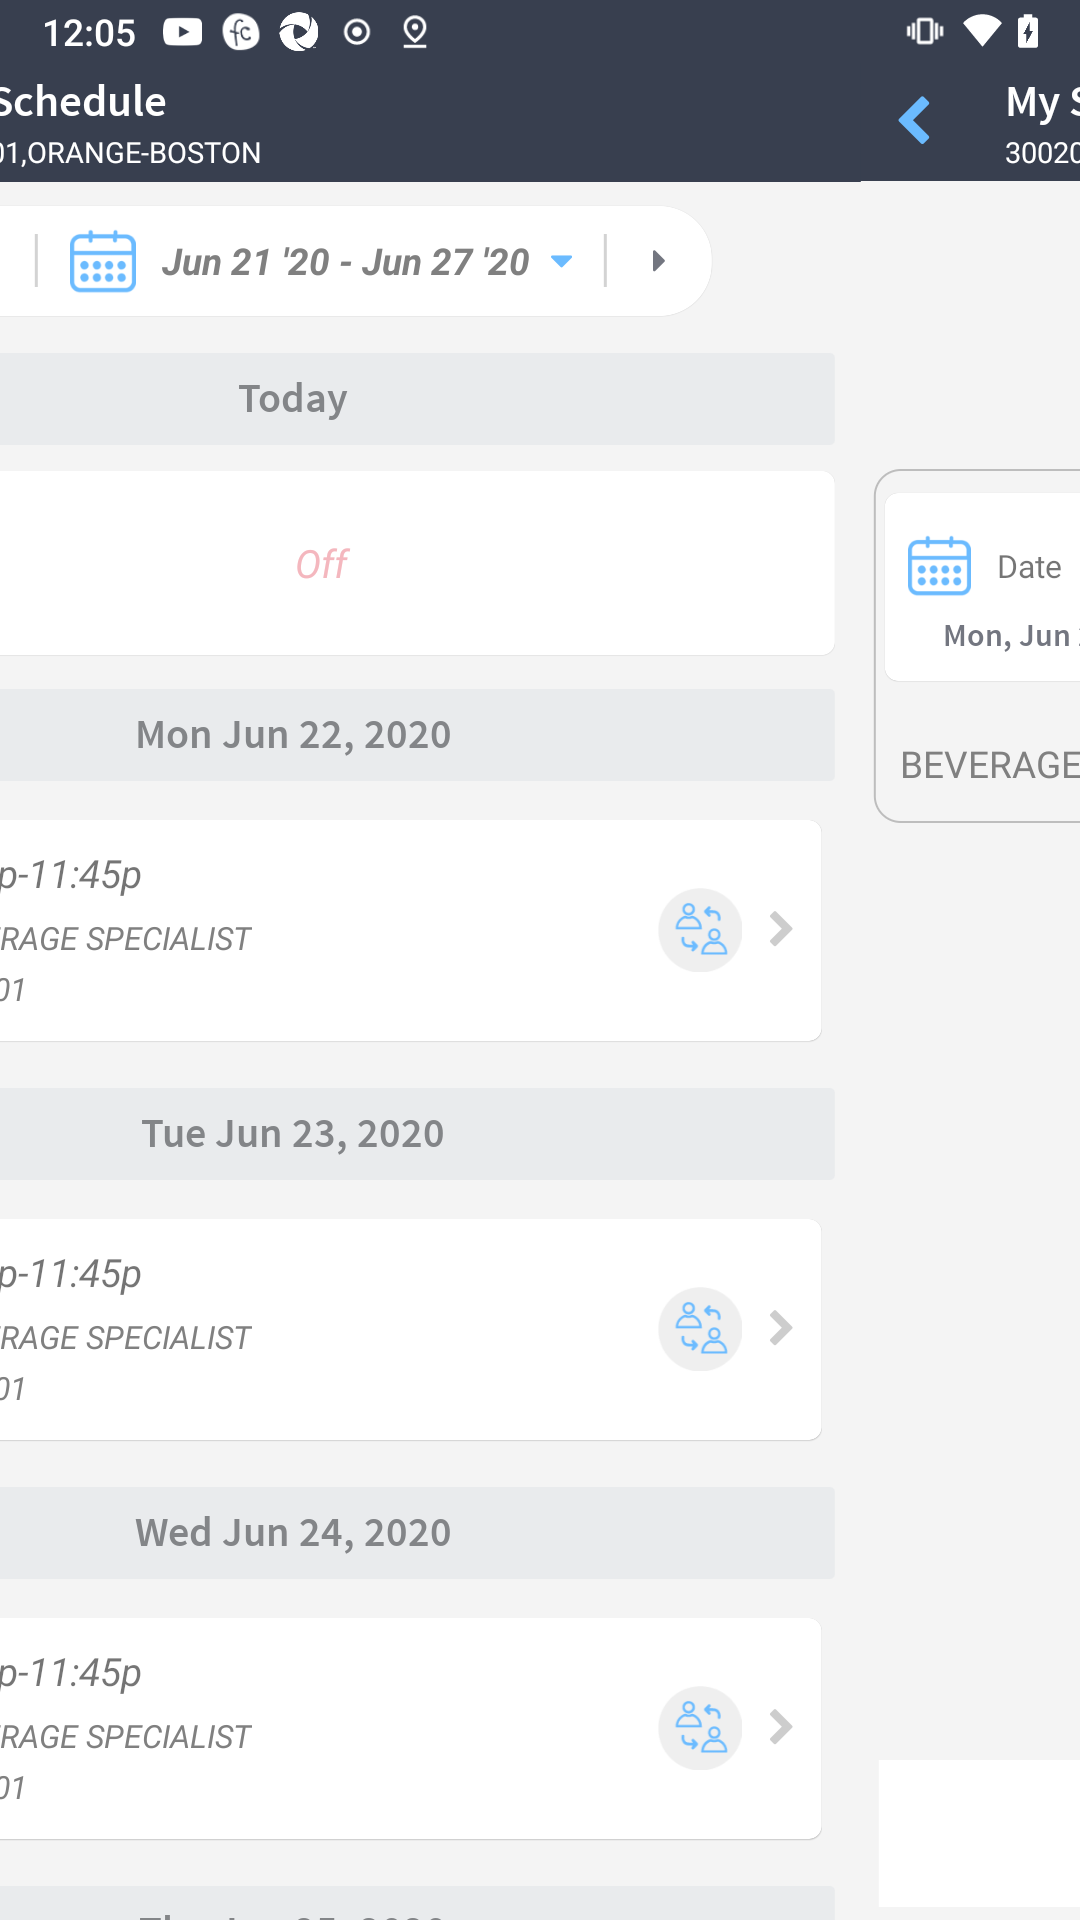 12:05
Schedule
01,ORANGE-BOSTON
My S
30020
Jun 21 '20 - Jun 27 '20
Today
Off
Date
Mon, Jun
Mon Jun 22, 2020
BEVERAGE
p-11:45p
RAGE SPECIALIST
01
Tue Jun 23, 2020
p-11:45p
RAGE SPECIALIST
01
Wed Jun 24, 2020
p-11:45p
RAGE SPECIALIST
01